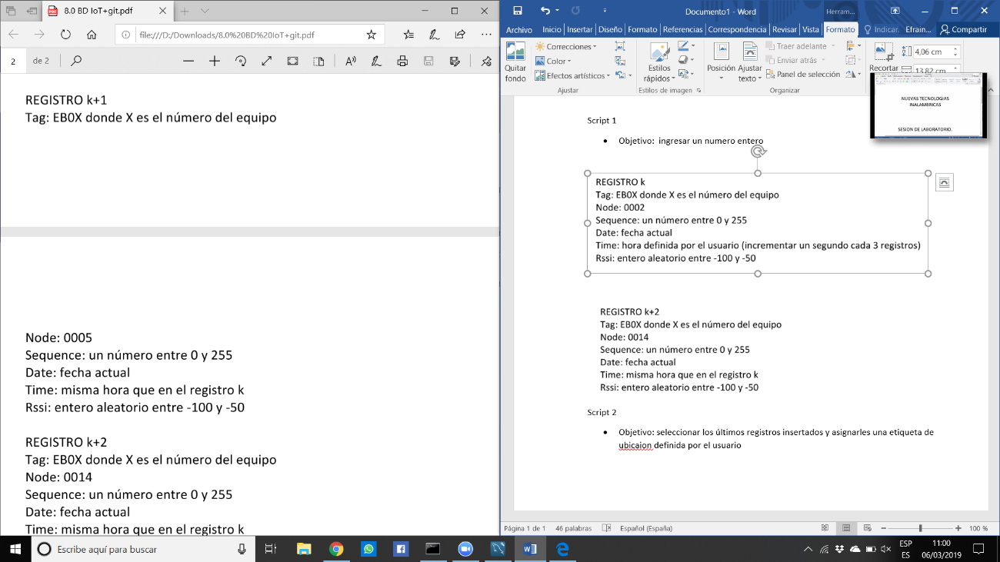 8.0 BD IoT+git.pdf
file:///D:/Downloads/8.0%20BD%20IoT+git.pdf
2 de 2
REGISTRO k+1
Tag: EB0X donde X es el número del equipo
Node: 0005
Sequence: un número entre 0 y 255
Date: fecha actual
Time: misma hora que en el registro k
Rssi: entero aleatorio entre -100 y -50
REGISTRO k+2
Tag: EB0X donde X es el número del equipo
Node: 0014
Sequence: un número entre 0 y 255
Date: fecha actual
Time: misma hora que en el registro k
Documento1 - Word
Herram...
Archivo Inicio Insertar Diseño Formato Referencias Correspondencia Revisar Vista Formato Indicar. Efrain... Compartir
Quitar fondo
Correcciones
Color
Efectos artísticos
Ajustar
Estilos rápidos
Estilos de imagen
Posición
Ajustar texto
Traer adelante
Enviar atrás
Panel de selección
Organizar
Recortar
4,06 cm
13,82 cm
NUEVAS TECNOLOGIAS
INALAMBRICAS
SESION DE LABORATORIO.
Script 1
Objetivo: ingresar un numero entero
REGISTRO k
Tag: EB0X donde X es el número del equipo
Node: 0002
Sequence: un número entre 0 y 255
Date: fecha actual
Time: hora definida por el usuario (incrementar un segundo cada 3 registros)
Rssi: entero aleatorio entre -100 y -50
REGISTRO k+2
Tag: EB0X donde X es el número del equipo
Node: 0014
Sequence: un número entre 0 y 255
Date: fecha actual
Time: misma hora que en el registro k
Rssi: entero aleatorio entre -100 y -50
Script 2
Objetivo: seleccionar los últimos registros insertados y asignarles una etiqueta de
ubicaion definida por el usuario
Página 1 de 1 46 palabras Español (España) 100 %
Escribe aquí para buscar
ESP
ES
11:00
06/03/2019